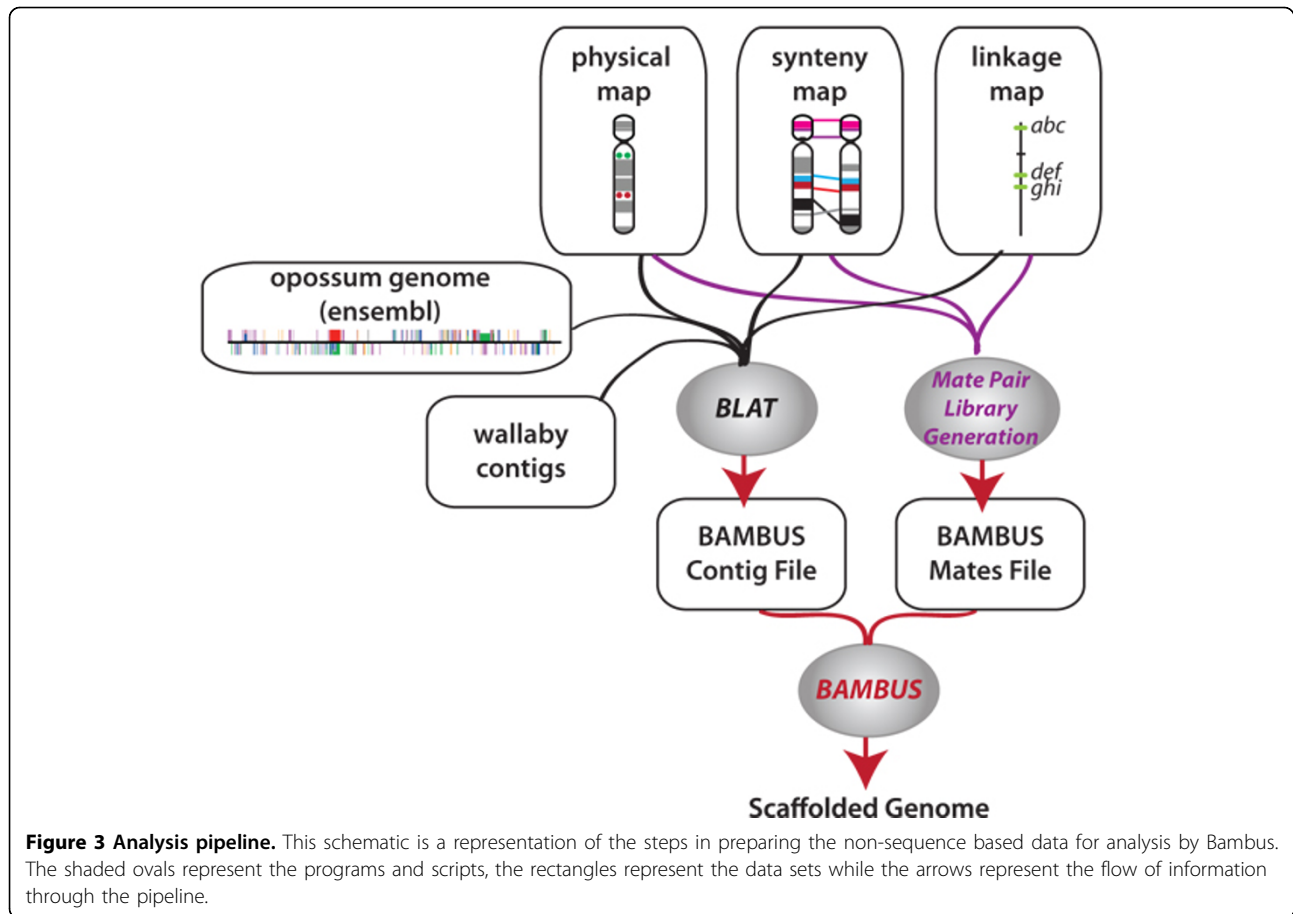 physical
map
synteny
map
linkage
map
abc
def
ghi
opossum genome
(ensembl)
wallaby
contigs
BLAT
Mate Pair
Library
Generation
BAMBUS
Contig File
BAMBUS
Mates File
BAMBUS
Scaffolded Genome
Figure 3 Analysis pipeline. This schematic is a representation of the steps in preparing the non-sequence based data for analysis by Bambus.
The shaded ovals represent the programs and scripts, the rectangles represent the data sets while the arrows represent the flow of information
through the pipeline.